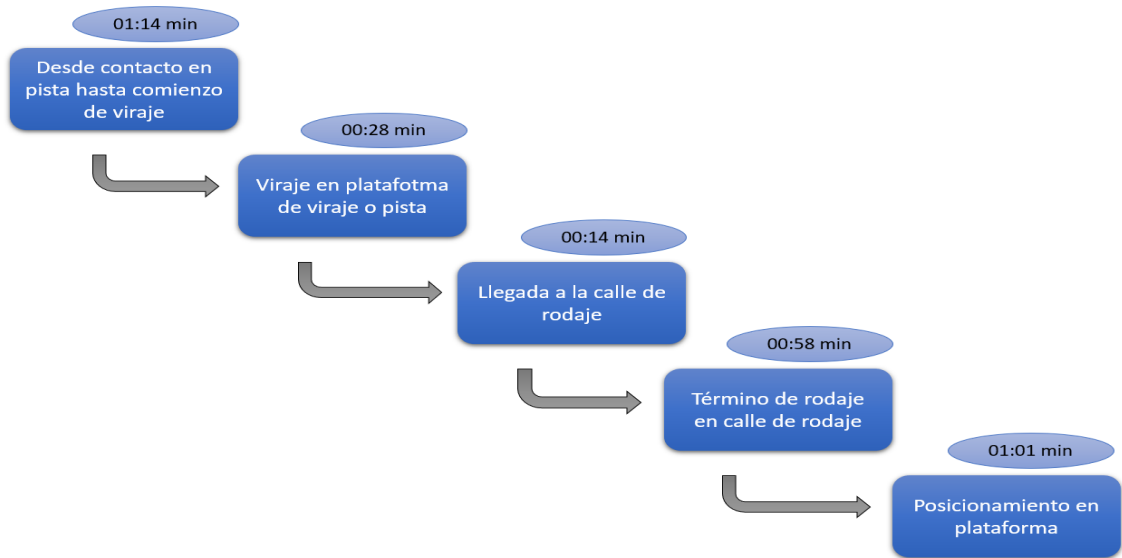 01:14 min
Desde contacto en
pista hasta comienzo
de viraje
00:28 min
Viraje en platafotma
de viraje o pista
00:14 min
Llegada a la calle de
rodaje
00:58 min
Término de rodaje
en calle de rodaje
01:01 min
Posicionamiento en
plataforma